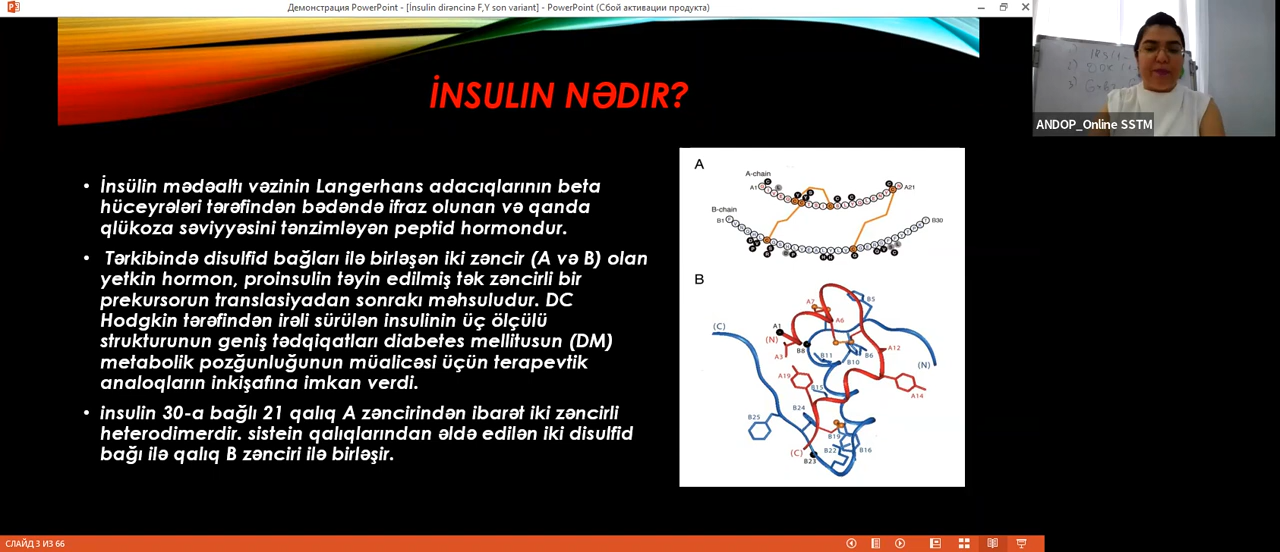 Демонстрация PowerPoint - [İnsulin dirəncinə F,Y son variant] - PowerPoint (Сбой активации продукта)
ANDOP_Online SSTM
İNSULIN NƏDIR?
• İnsülin mədəaltı vəzinin Langerhans adacıqlarının beta
hüceyrələri tərəfindən bədəndə ifraz olunan və qanda
qlükoza səviyyəsini tənzimləyən peptid hormondur.
• Tərkibində disulfid bağları ilə birləşən iki zəncir (A və B) olan
yetkin hormon, proinsulin təyin edilmiş tək zəncirli bir
prekursorun translasiyadan sonrakı məhsuludur. DC
Hodgkin tərəfindən irəli sürülən insulinin üç ölçülü
strukturunun geniş tədqiqatları diabetes mellitusun (DM)
metabolik pozğunluğunun müalicəsi üçün terapevtik
analoqların inkişafına imkan verdi.
• insulin 30-a bağlı 21 qalıq A zəncirindən ibarət iki zəncirli
heterodimerdir. sistein qalıqlarından əldə edilən iki disulfid
bağı ilə qalıq B zənciri ilə birləşir.
A
A-chain
A1
A21
B-chain
B1
B30
B
A7
B5
A6
(C)
A1
(N)
B8
A12
A3
B11
B6
B10
(N)
A19
B15
A14
B24
B25
B19
B22
B16
(C)
B23
СЛАЙД 3 ИЗ 66